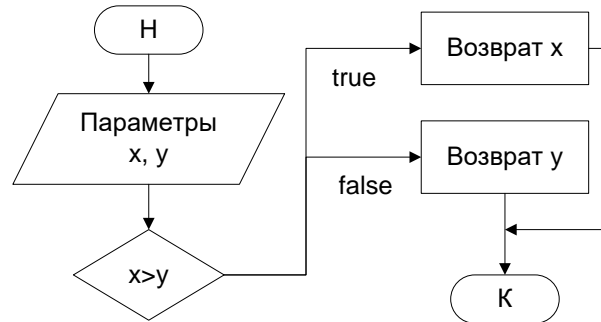 Н
Параметры
x, y
x>y
true
false
Возврат x
Возврат y
К